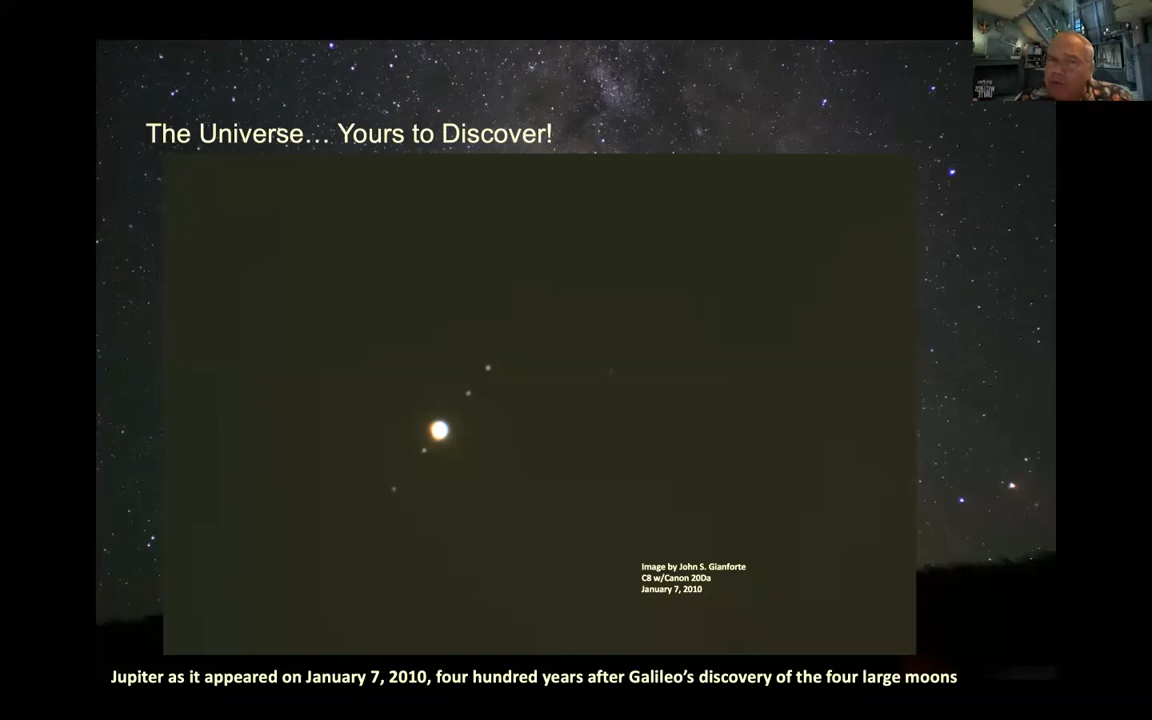 The Universe… Yours to Discover!
Image by John S. Gianforte
C8 w/Canon 20Da
January 7, 2010
Jupiter as it appeared on January 7, 2010, four hundred years after Galileo’s discovery of the four large moons